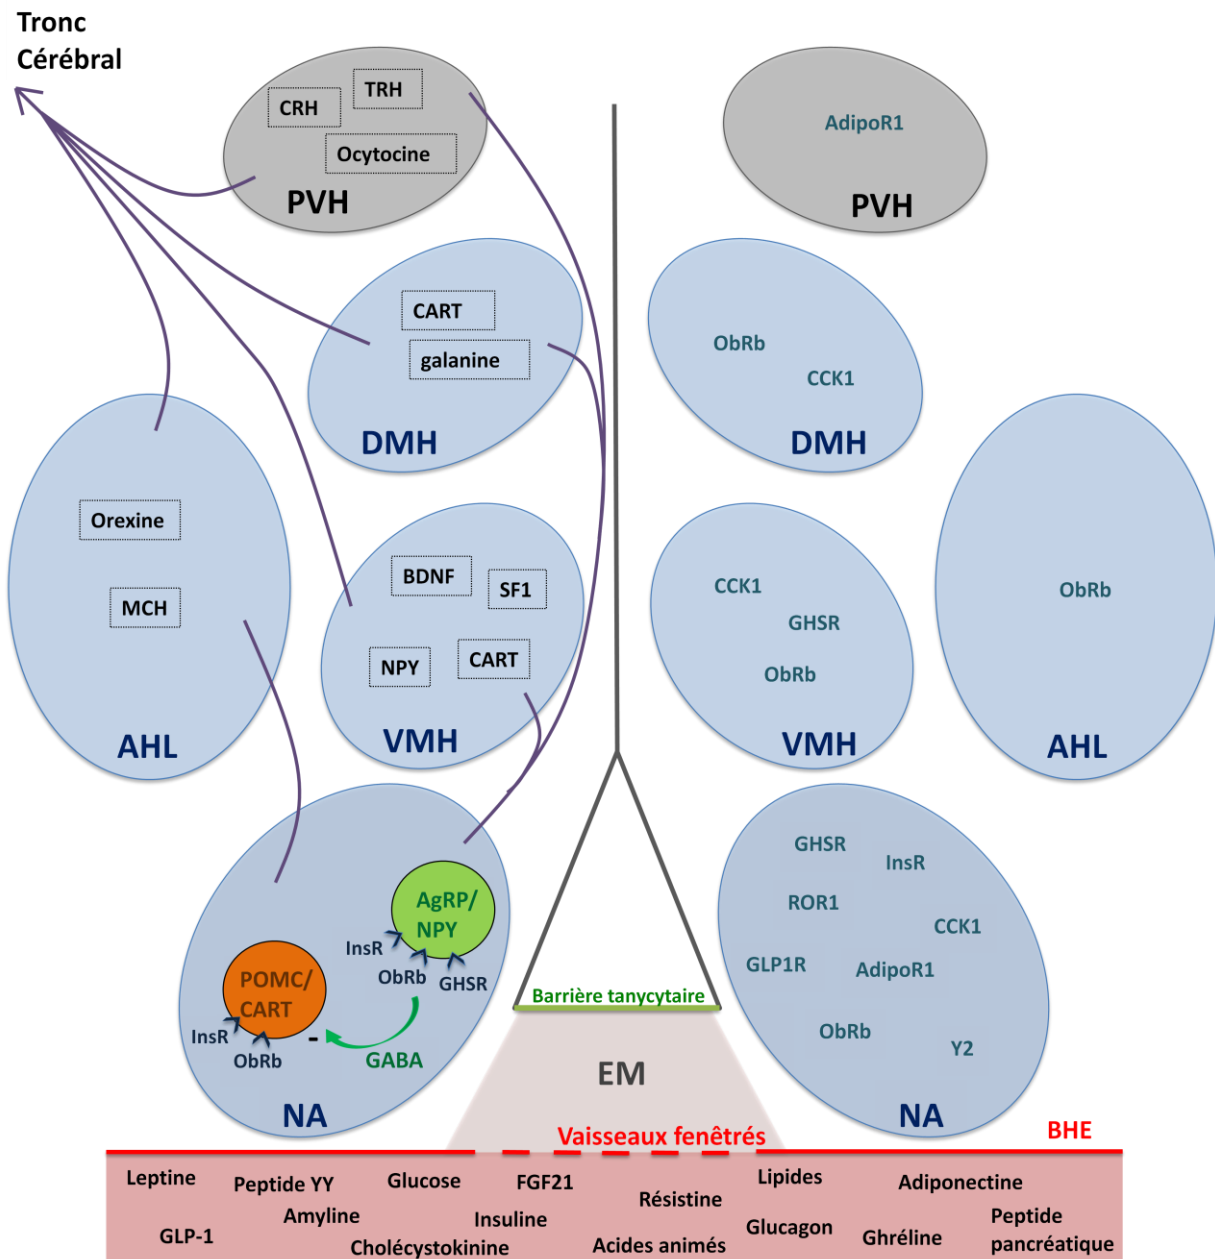 Tronc
Cérébral
CRH
TRH
Ocytocine
PVH
AdipoR1
PVH
CART
galanine
DMH
ObRb
CCK1
DMH
Orexine
MCH
AHL
BDNF
SF1
NPY
CART
VMH
CCK1
GHSR
ObRb
VMH
ObRb
AHL
AgRP/
NPY
InsR
ObRb
GHSR
POMC/
CART
InsR
ObRb
-
GABA
NA
Barrière tanycytaire
EM
GHSR
InsR
ROR1
CCK1
GLP1R
AdipoR1
ObRb
Y2
NA
Vaisseaux fenêtrés
BHE
Leptine
Peptide YY
Glucose
FGF21
Résistine
Lipides
Adiponectine
GLP-1
Amyline
Cholécystokinine
Insuline
Acides animés
Glucagon
Ghréline
Peptide
pancréatique